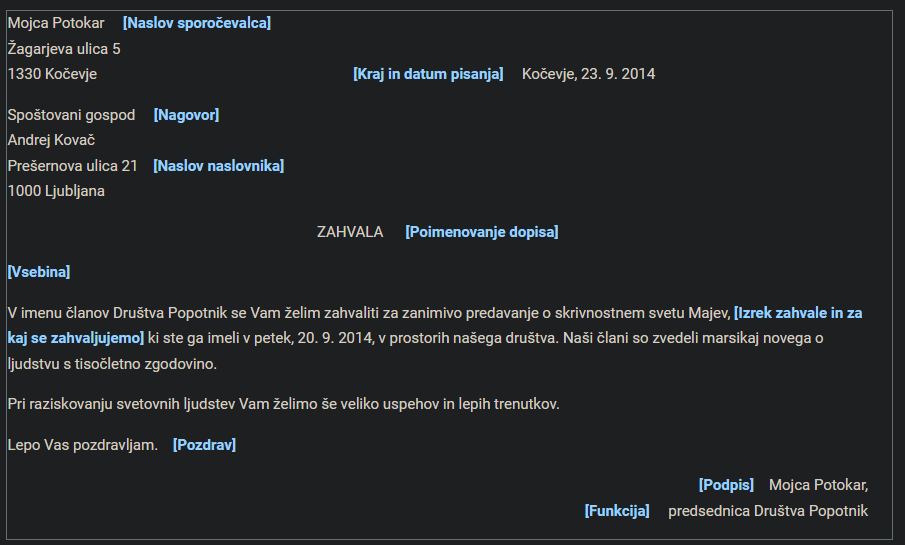 Mojca Potokar [Naslov sporočevalca]
Žagarjeva ulica 5
1330 Kočevje [Kraj in datum pisanja] Kočevje, 23. 9. 2014
Spoštovani gospod [Nagovor]
Andrej Kovač
Prešernova ulica 21 [Naslov naslovnika]
1000 Ljubljana
ZAHVALA [Poimenovanje dopisa]
[Vsebina]
V imenu članov Društva Popotnik se Vam želim zahvaliti za zanimivo predavanje o skrivnostnem svetu Majev, [Izrek zahvale in za
kaj se zahvaljujemo] ki ste ga imeli v petek, 20. 9. 2014, v prostorih našega društva. Naši člani so zvedeli marsikaj novega o
ljudstvu s tisočletno zgodovino.
Pri raziskovanju svetovnih ljudstev Vam želimo še veliko uspehov in lepih trenutkov.
Lepo Vas pozdravljam. [Pozdrav]
[Podpis] Mojca Potokar,
[Funkcija] predsednica Društva Popotnik